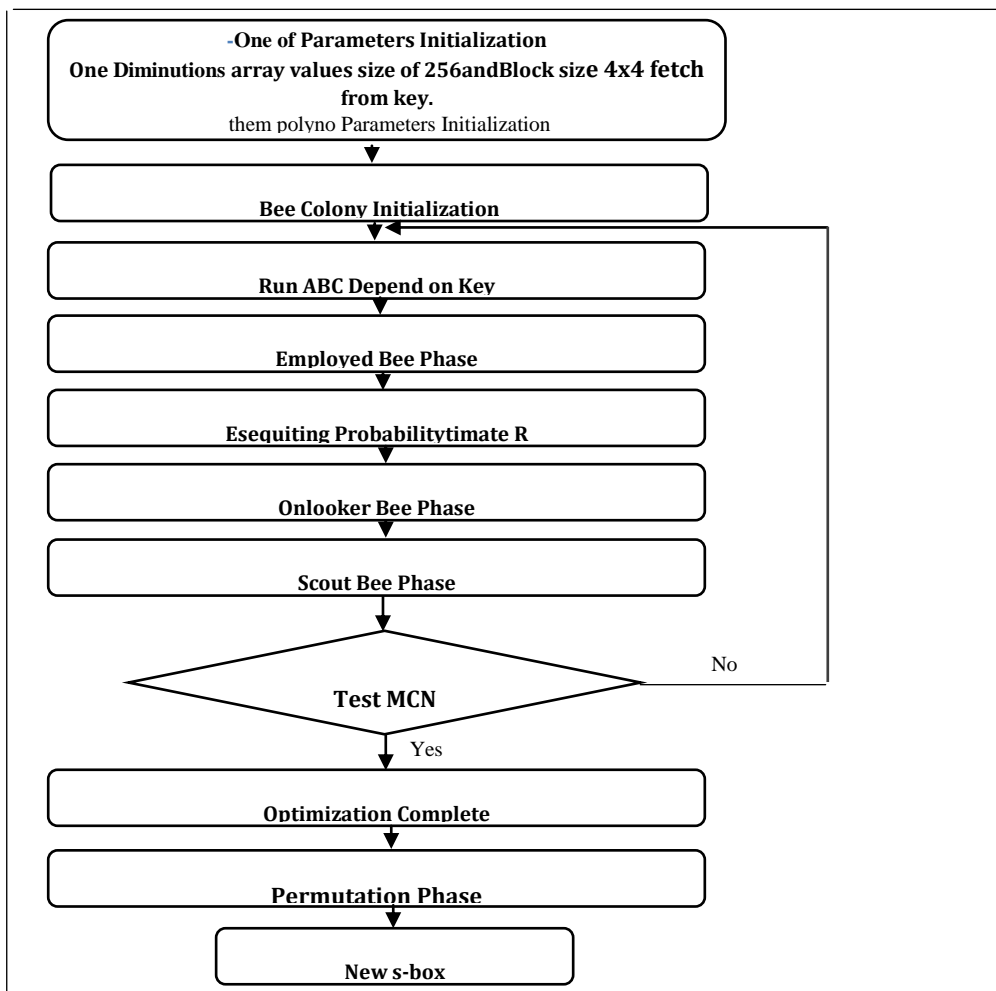 -One of Parameters Initialization
One Diminutions array values size of 256andBlock size 4x4 fetch
from key.
them polyno Parameters Initialization
Bee Colony Initialization
Run ABC Depend on Key
Employed Bee Phase
Esequiting Probabilitytimate R
Onlooker Bee Phase
Scout Bee Phase
No
Test MCN
Yes
Optimization Complete
Permutation Phase
New s-box